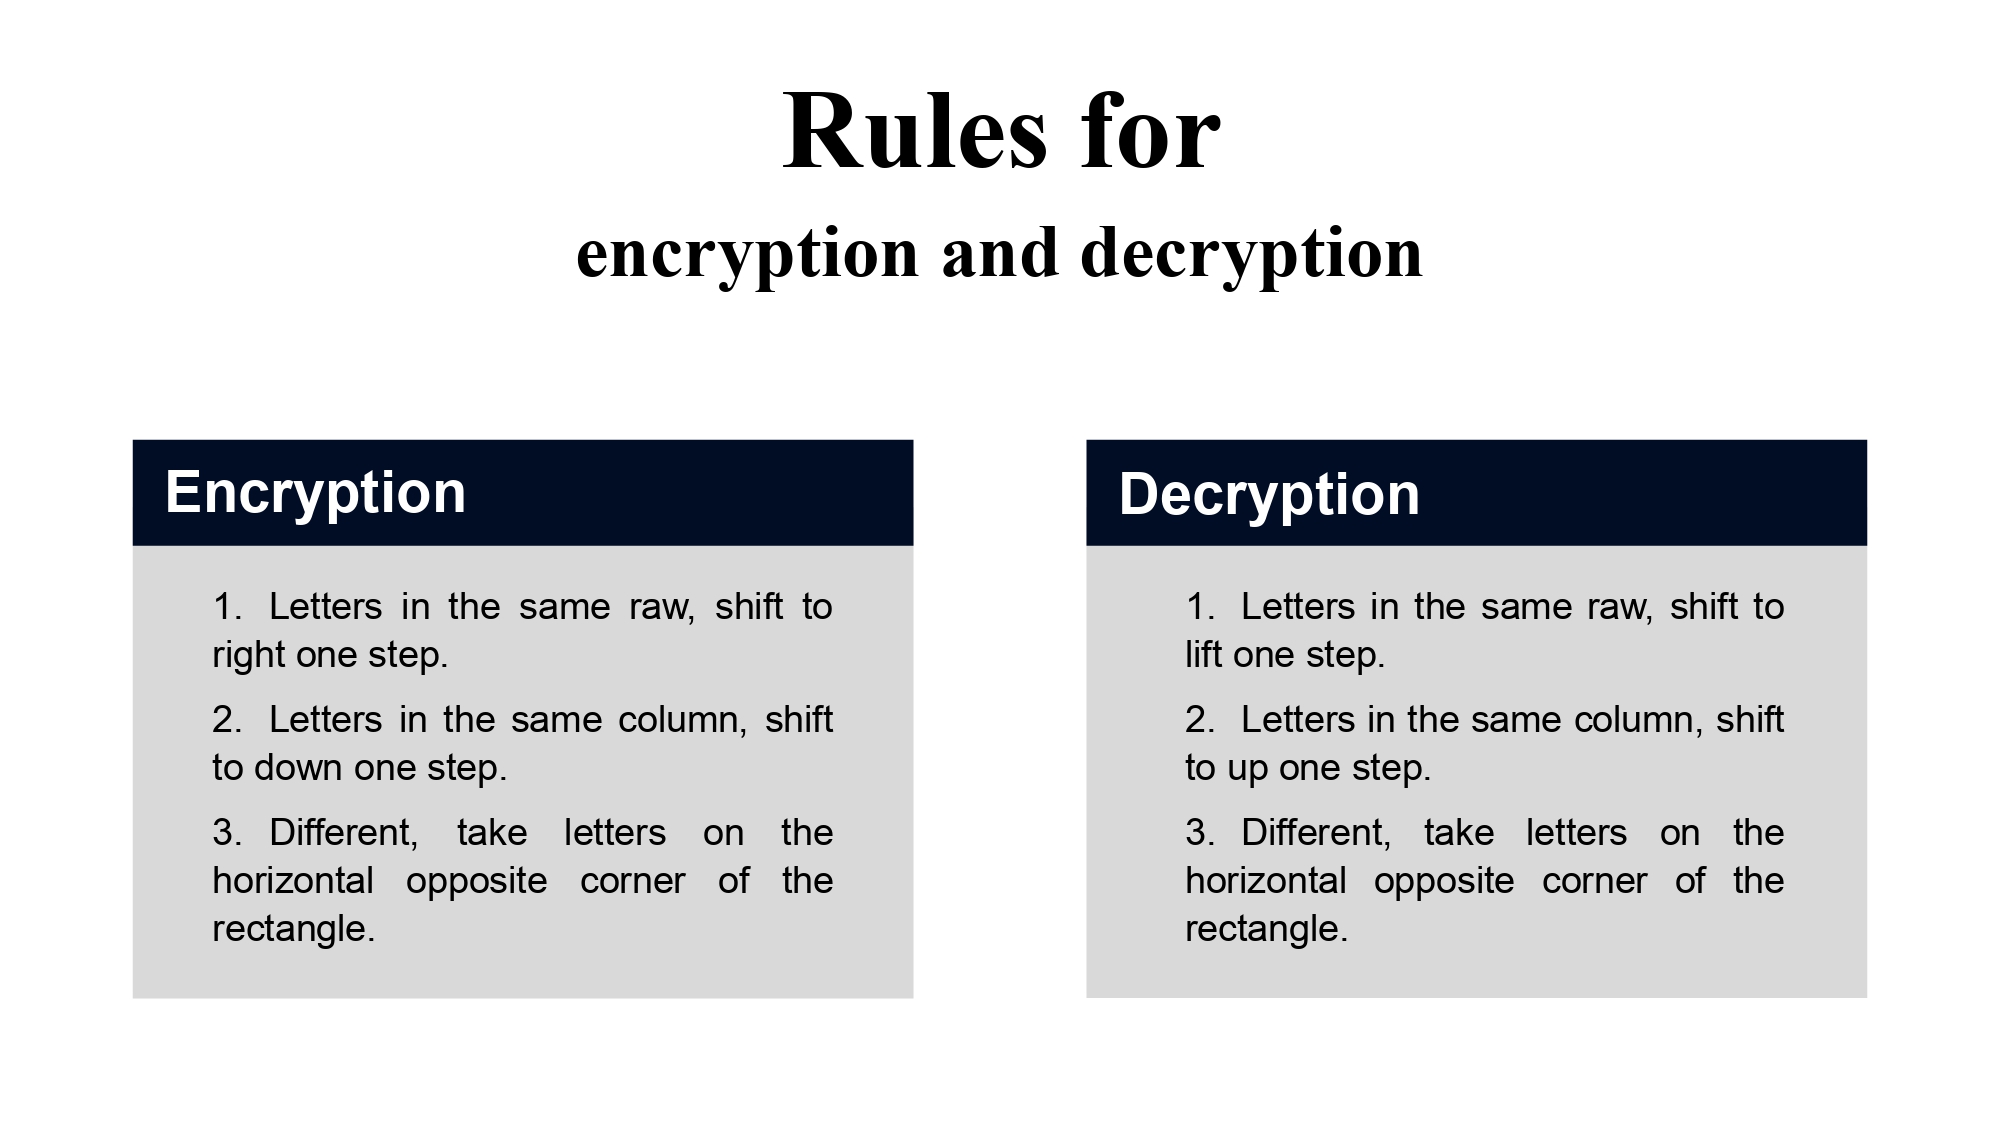 Rules for
encryption and decryption
Encryption
1. Letters in the same raw, shift to
right one step.
2. Letters in the same column, shift
to down one step.
3. Different, take letters on the
horizontal opposite corner of the
rectangle.
Decryption
1. Letters in the same raw, shift to
lift one step.
2. Letters in the same column, shift
to up one step.
3. Different, take letters on the
horizontal opposite corner of the
rectangle.